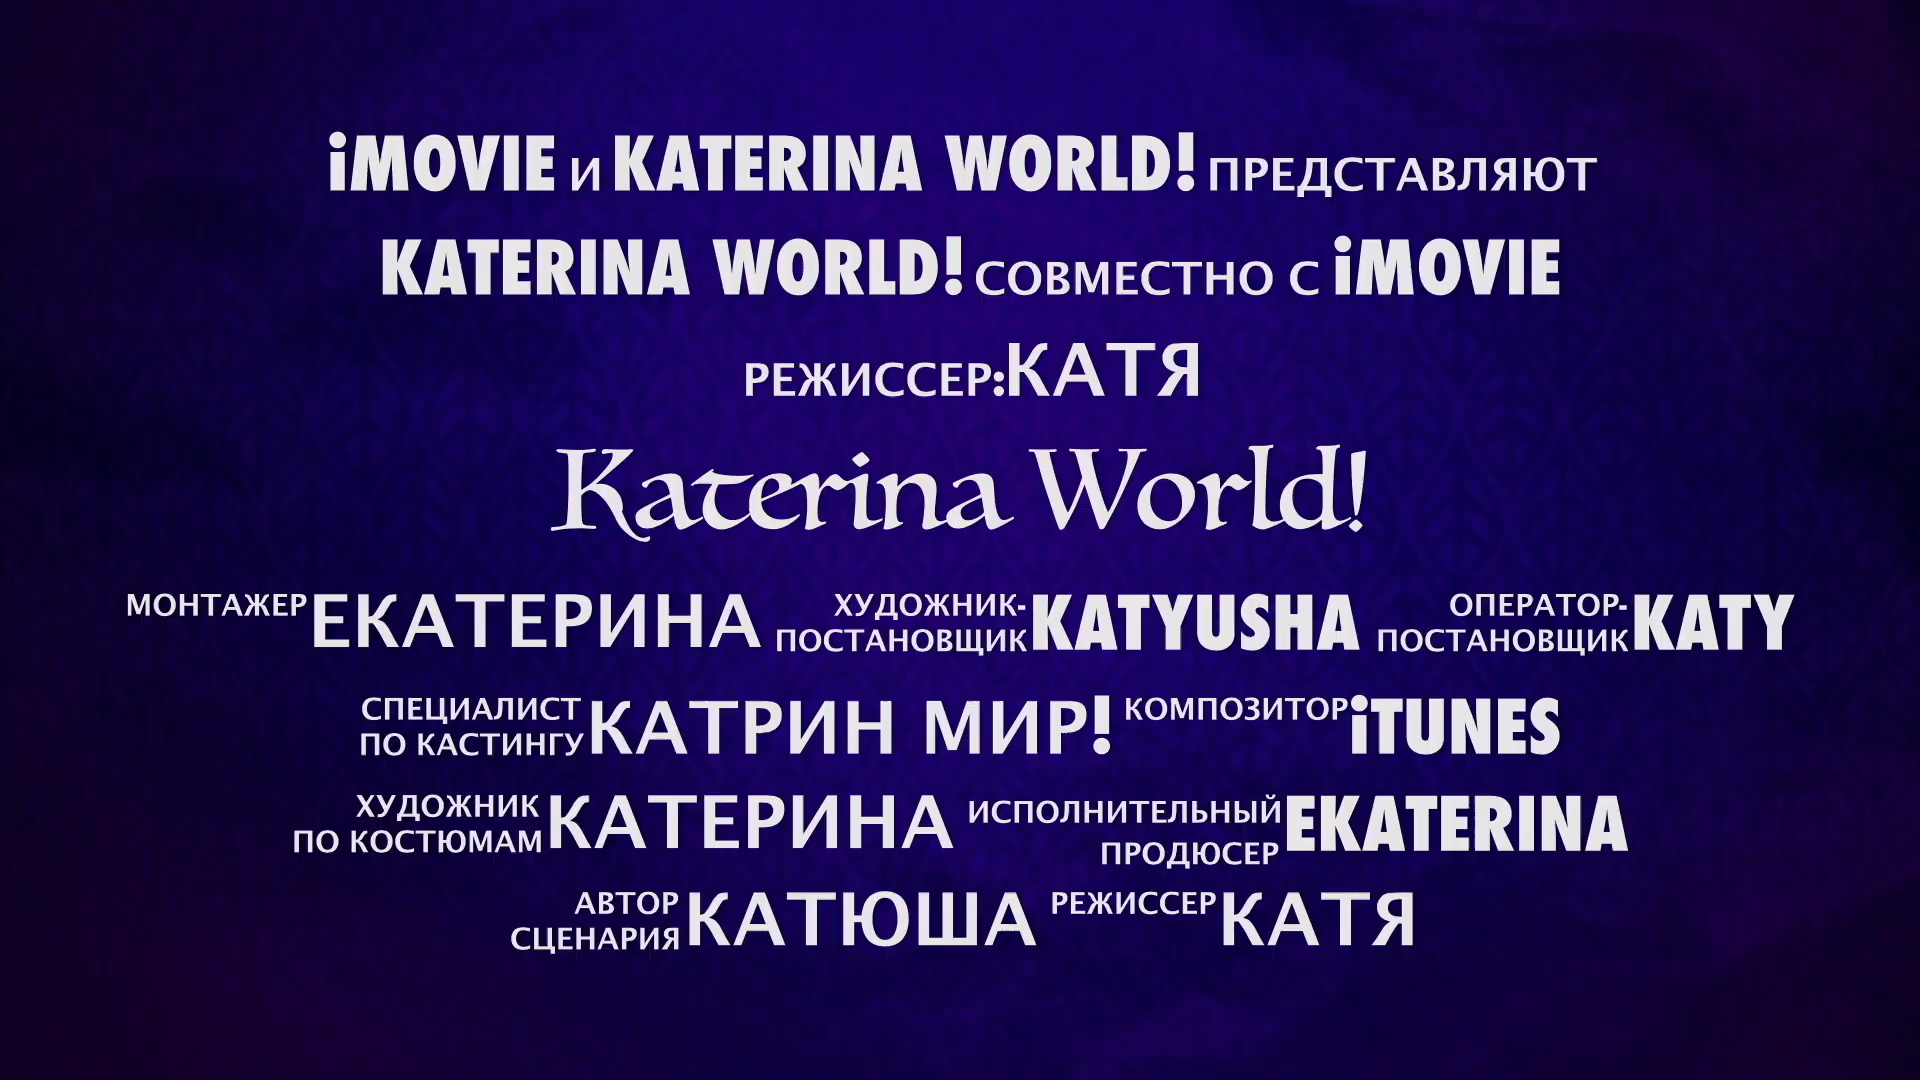 iMOVIE И KATERINA WORLD! ПРЕДСТАВЛЯЮТ
KATERINA WORLD! СОВМЕСТНО С iMOVIE
РЕЖИССЕР:КАТЯ
Katerina World!
МОНТАЖЕР ЕКАТЕРИНА ХУДОЖНИК-ПОСТАНОВЩИК KATYUSHA ОПЕРАТОР-ПОСТАНОВЩИК KATY
СПЕЦИАЛИСТ ПО КАСТИНГУ КАТРИН МИР! КОМПОЗИТОР iTUNES
ХУДОЖНИК ПО КОСТЮМАМ КАТЕРИНА ИСПОЛНИТЕЛЬНЫЙ ПРОДЮСЕР EKATERINA
АВТОР СЦЕНАРИЯ КАТЮША РЕЖИССЕР КАТЯ